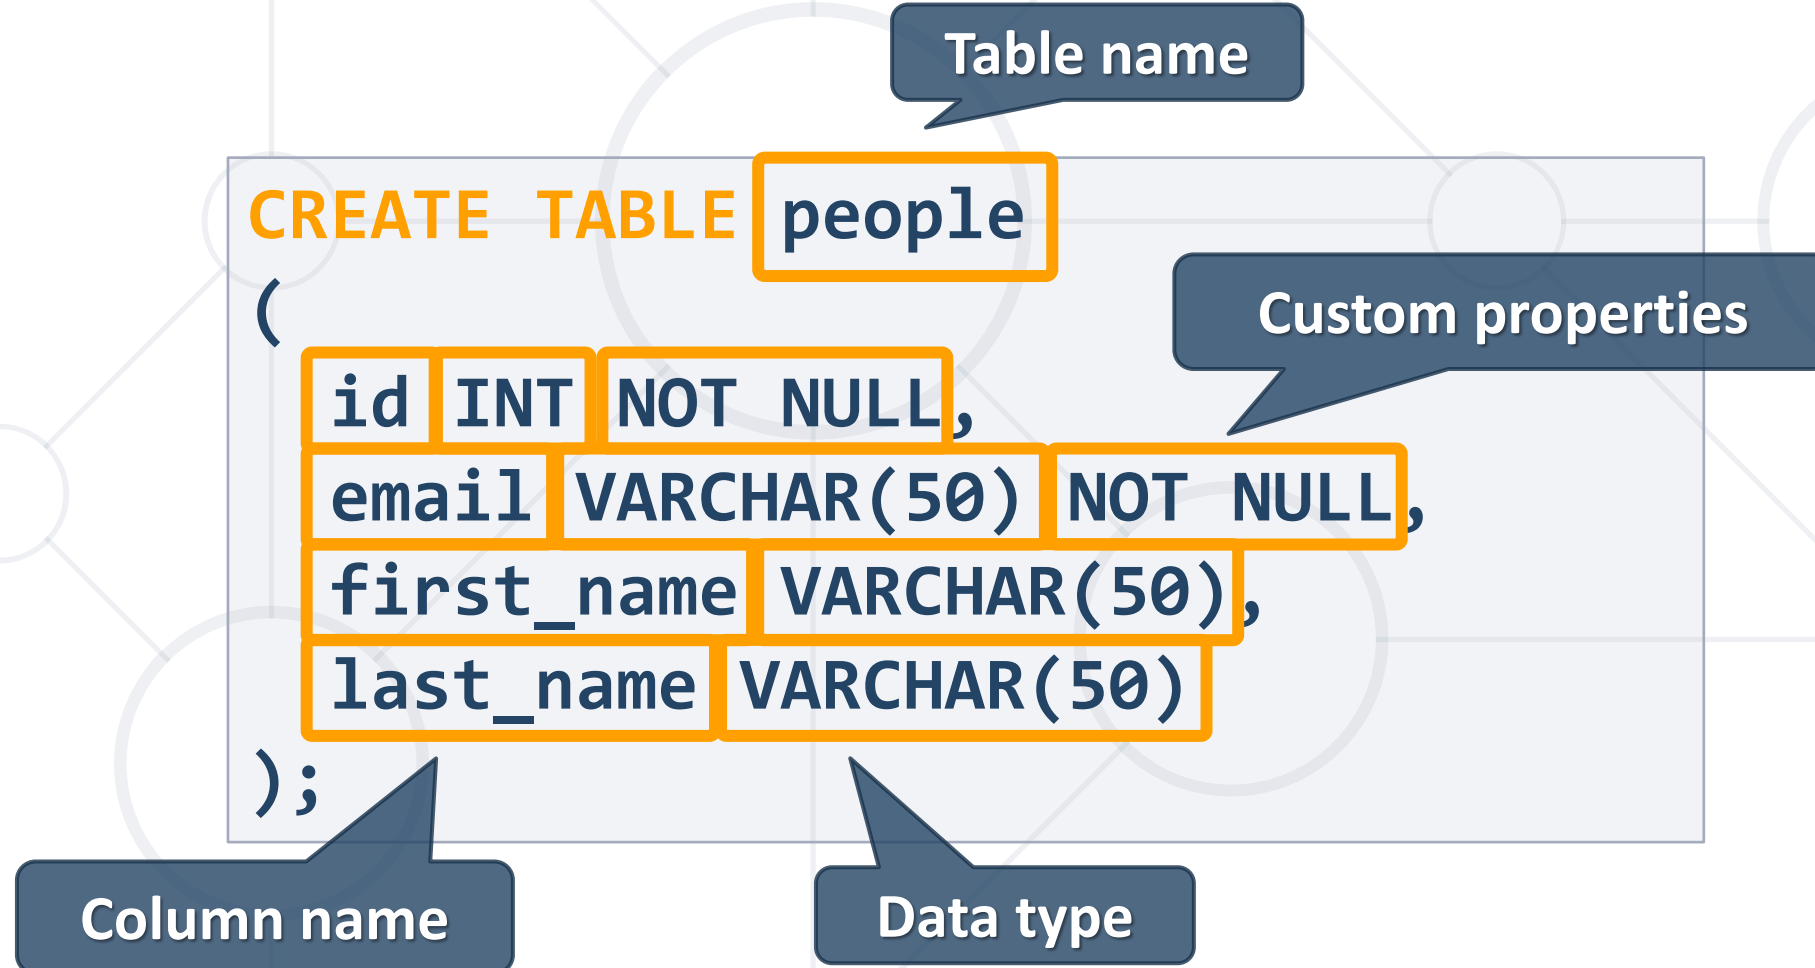 Table name
CREATE TABLE people
(
Custom properties
id INT NOT NULL,
email VARCHAR(50) NOT NULL,
first_name VARCHAR(50),
last_name VARCHAR(50)
);
Column name
Data type